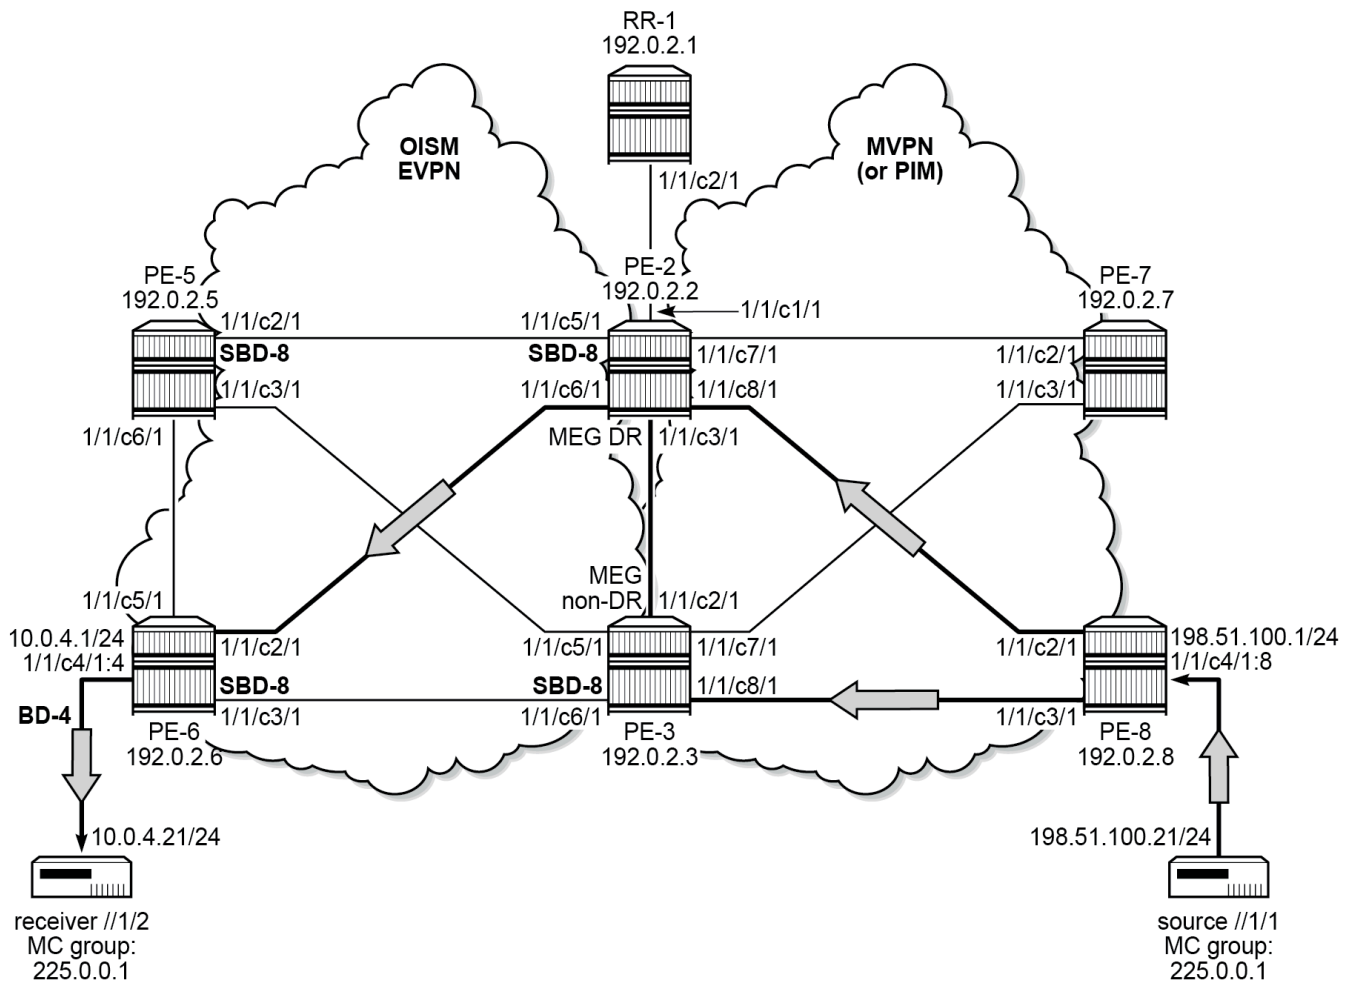 RR-1
192.0.2.1
OISM
EVPN
MVPN
(or PIM)
1/1/c2/1
PE-5
192.0.2.5
PE-2
192.0.2.2
PE-7
192.0.2.7
1/1/c1/1
1/1/c2/1
1/1/c5/1
SBD-8
SBD-8
1/1/c7/1
1/1/c2/1
1/1/c3/1
1/1/c6/1
1/1/c8/1
1/1/c3/1
1/1/c6/1
MEG DR
1/1/c3/1
MEG
non-DR
1/1/c2/1
1/1/c5/1
10.0.4.1/24
1/1/c4/1:4
1/1/c2/1
1/1/c5/1
1/1/c7/1
1/1/c2/1
198.51.100.1/24
1/1/c4/1:8
SBD-8
SBD-8
1/1/c8/1
BD-4
1/1/c3/1
1/1/c6/1
1/1/c3/1
PE-6
192.0.2.6
PE-3
192.0.2.3
PE-8
192.0.2.8
10.0.4.21/24
198.51.100.21/24
receiver //1/2
MC group:
225.0.0.1
source //1/1
MC group:
225.0.0.1